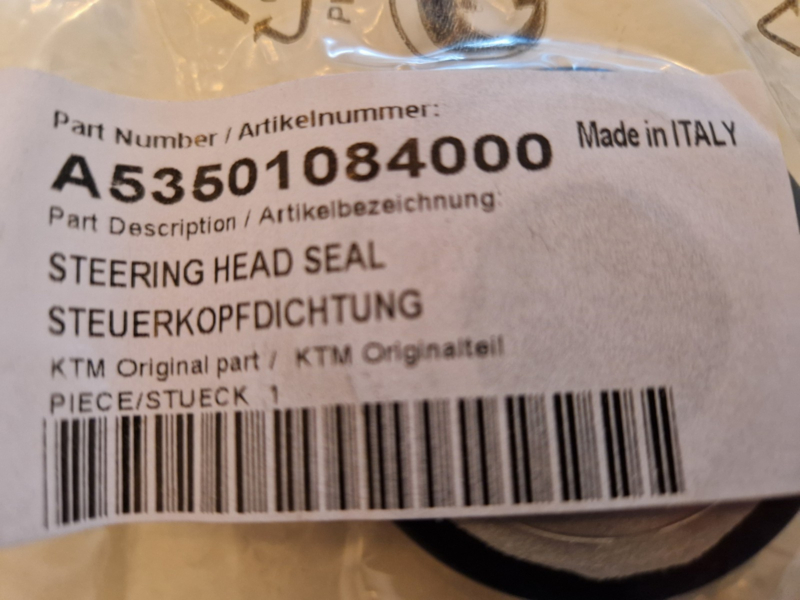 Part Number / Artikelnummer:
A53501084000
Made in ITALY
Part Description / Artikelbezeichnung:
STEERING HEAD SEAL
STEUERKOPFDICHTUNG
KTM Original part / KTM Originalteil
PIECE/STUECK 1